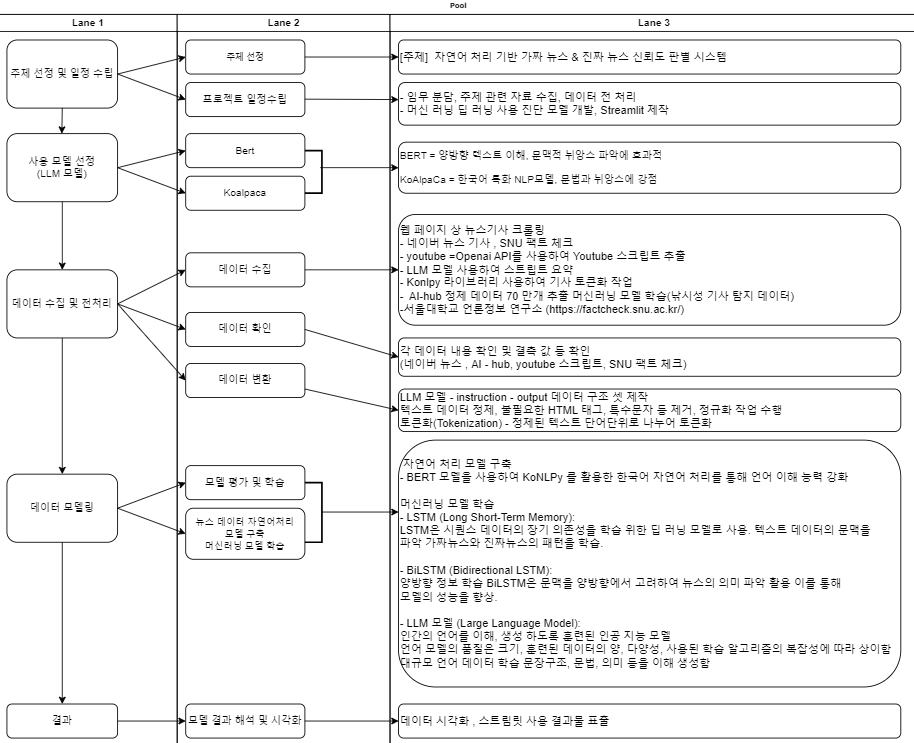 Pool
Lane 1
Lane 2
Lane 3
주제 선정 및 일정 수립
주제 선정
[주제] 자연어 처리 기반 가짜 뉴스 & 진짜 뉴스 신뢰도 판별 시스템
프로젝트 일정수립
- 임무 분담, 주제 관련 자료 수집, 데이터 전 처리
- 머신 러닝 딥 러닝 사용 진단 모델 개발, Streamlit 제작
사용 모델 선정
(LLM 모델)
Bert
Koalpaca
BERT = 양방향 텍스트 이해, 문맥적 뉘앙스 파악에 효과적
KoAlpaCa = 한국어 특화 NLP모델, 문법과 뉘앙스에 강점
데이터 수집 및 전처리
데이터 수집
웹 페이지 상 뉴스기사 크롤링
- 네이버 뉴스 기사 , SNU 팩트 체크
- youtube =Openai API를 사용하여 Youtube 스크립트 추출
- LLM 모델 사용하여 스트립트 요약
- Konlpy 라이브러리 사용하여 기사 토큰화 작업
- AI-hub 정제 데이터 70 만개 추출 머신러닝 모델 학습(낚시성 기사 탐지 데이터)
-서울대학교 언론정보 연구소 (https://factcheck.snu.ac.kr/)
데이터 확인
각 데이터 내용 확인 및 결측 값 등 확인
(네이버 뉴스 , AI - hub, youtube 스크립트, SNU 팩트 체크)
데이터 변환
LLM 모델 - instruction - output 데이터 구조 셋 제작
텍스트 데이터 정제, 불필요한 HTML 태그, 특수문자 등 제거, 정규화 작업 수행
토큰화(Tokenization) - 정제된 텍스트 단어단위로 나누어 토큰화
데이터 모델링
모델 평가 및 학습
뉴스 데이터 자연어처리
모델 구축
머신러닝 모델 학습
자연어 처리 모델 구축
- BERT 모델을 사용하여 KoNLPy 를 활용한 한국어 자연어 처리를 통해 언어 이해 능력 강화
머신러닝 모델 학습
- LSTM (Long Short-Term Memory):
LSTM은 시퀀스 데이터의 장기 의존성을 학습 위한 딥 러닝 모델로 사용. 텍스트 데이터의 문맥을
파악 가짜뉴스와 진짜뉴스의 패턴을 학습.
- BiLSTM (Bidirectional LSTM):
양방향 정보 학습 BiLSTM은 문맥을 양방향에서 고려하여 뉴스의 의미 파악 활용 이를 통해
모델의 성능을 향상.
- LLM 모델 (Large Language Model):
인간의 언어를 이해, 생성 하도록 훈련된 인공 지능 모델
언어 모델의 품질은 크기, 훈련된 데이터의 양, 다양성, 사용된 학습 알고리즘의 복잡성에 따라 상이함
대규모 언어 데이터 학습 문장구조, 문법, 의미 등을 이해 생성함
결과
모델 결과 해석 및 시각화
데이터 시각화 , 스트림릿 사용 결과물 표출